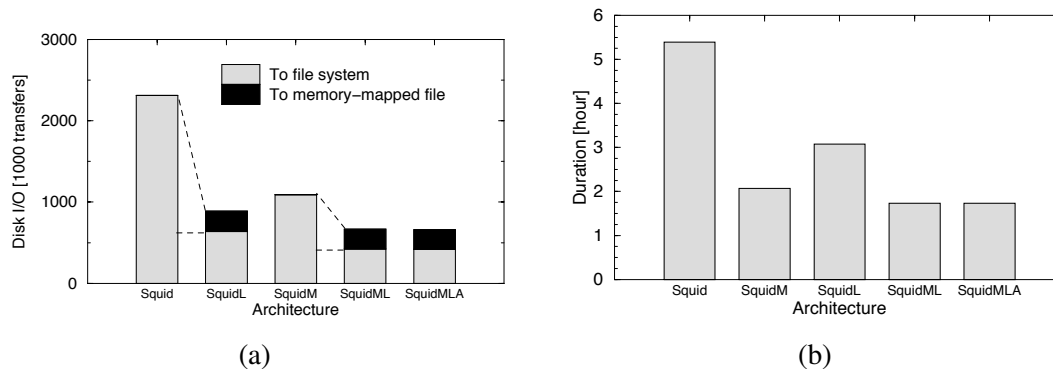 3000
2000
1000
0
Disk I/O [1000 transfers]
To file system
To memory−mapped file
Squid SquidL SquidM SquidML SquidMLA
Architecture
(a)
6
5
4
3
2
1
0
Duration [hour]
Squid SquidM SquidL SquidML SquidMLA
Architecture
(b)